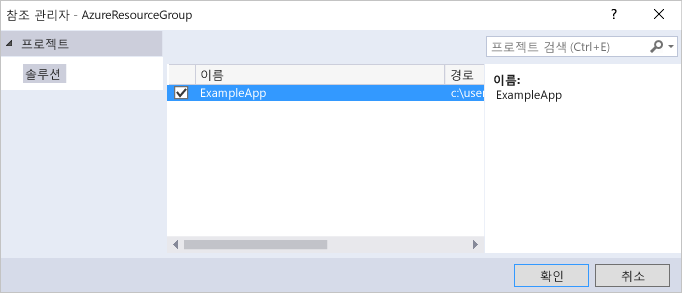 참조 관리자 - AzureResourceGroup
?
프로젝트
솔루션
프로젝트 검색 (Ctrl+E)
이름
경로
ExampleApp
c:\user
이름:
ExampleApp
확인
취소